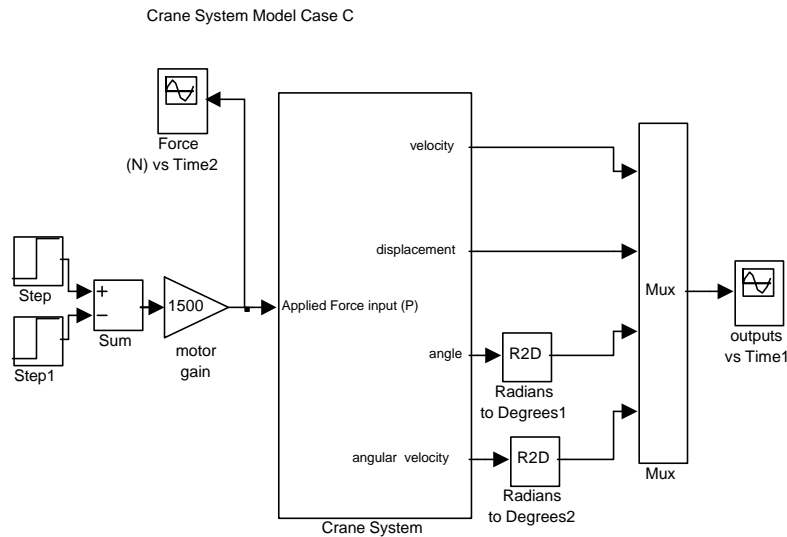 Crane System Model Case C
Force
(N) vs Time2
velocity
displacement
Step
+
−
Sum
1500
motor
gain
Applied Force input (P)
Mux
outputs
vs Time1
Step1
angle
R2D
Radians
to Degrees1
angular velocity
R2D
Radians
to Degrees2
Mux
Crane System